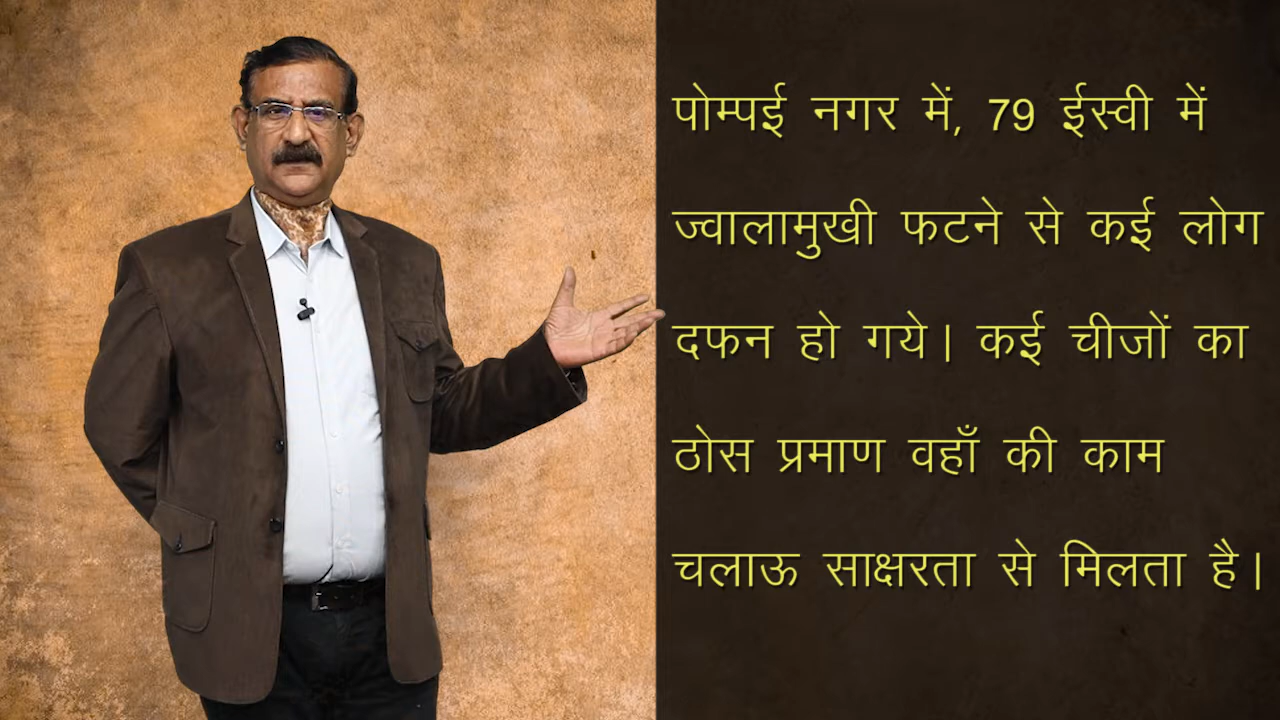 पोम्पई नगर में, 79 ईस्वी में
ज्वालामुखी फटने से कई लोग
दफन हो गये। कई चीजों का
ठोस प्रमाण वहाँ की काम
चलाऊ साक्षरता से मिलता है।